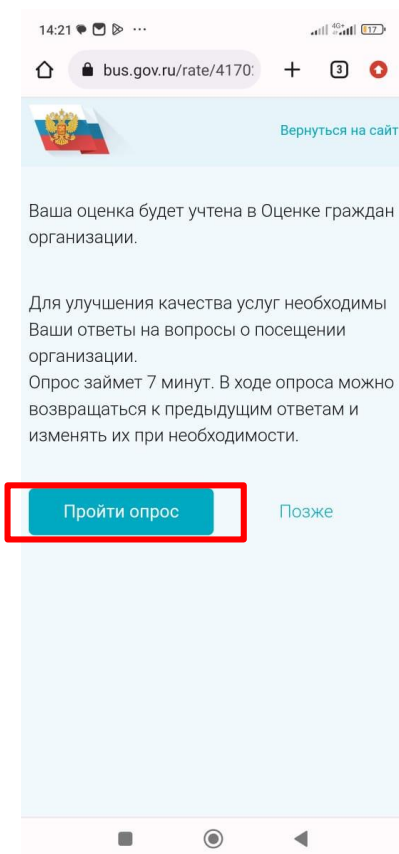 14:21 ...
4G+
17
bus.gov.ru/rate/4170
3
Вернуться на сайт
Ваша оценка будет учтена в Оценке граждан
организации.
Для улучшения качества услуг необходимы
Ваши ответы на вопросы о посещении
организации.
Опрос займет 7 минут. В ходе опроса можно
возвращаться к предыдущим ответам и
изменять их при необходимости.
Пройти опрос
Позже